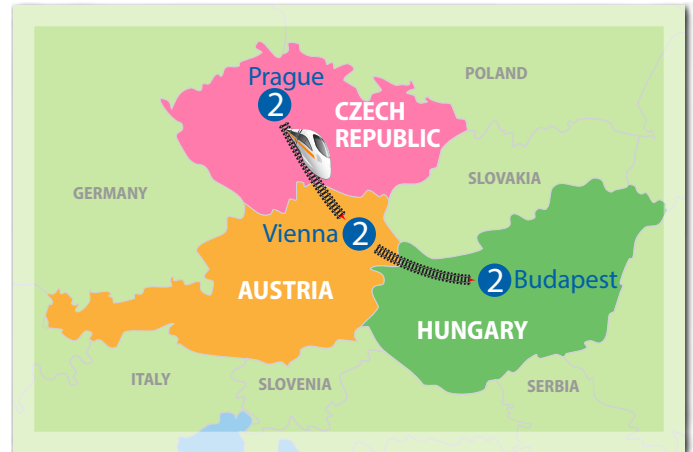 POLAND
Prague
2
CZECH
REPUBLIC
GERMANY
SLOVAKIA
Vienna 2
2 Budapest
AUSTRIA
HUNGARY
ITALY
SLOVENIA
SERBIA